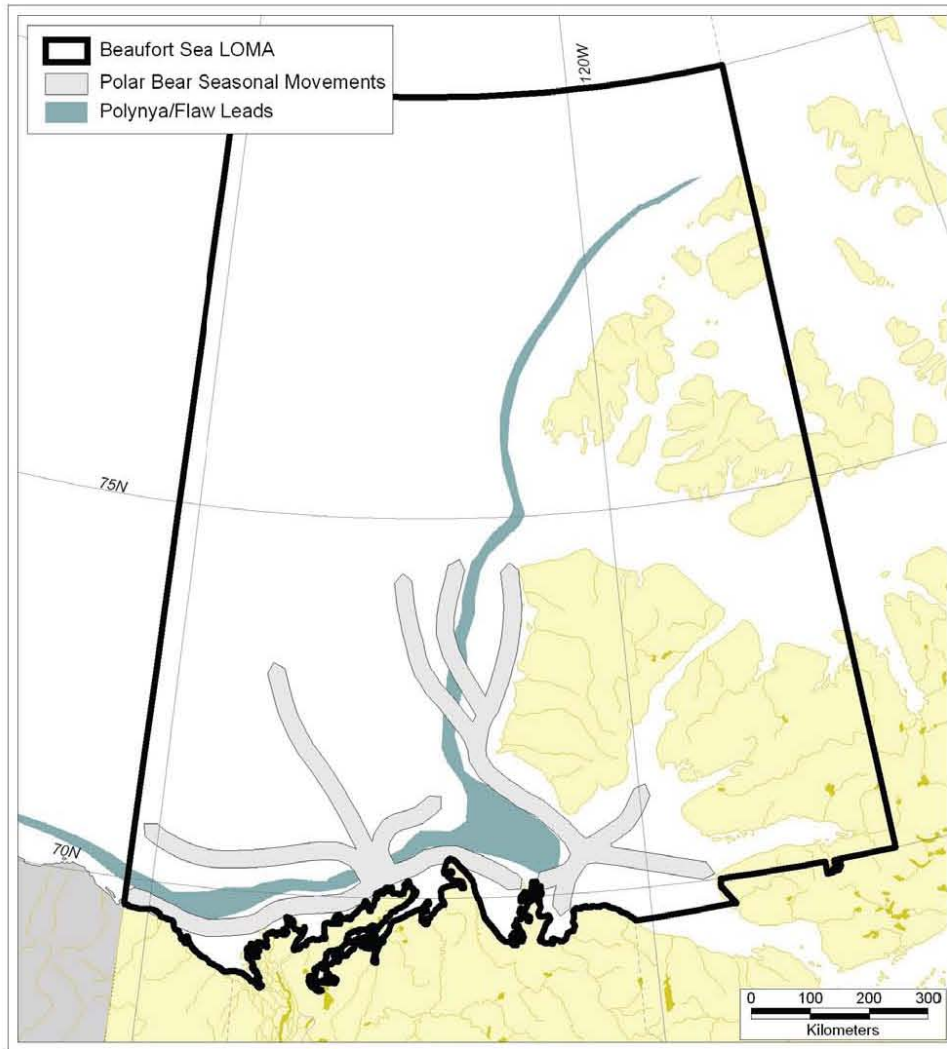 Beaufort Sea LOMA
Polar Bear Seasonal Movements
Polynya/Flaw Leads
120W
75N
70N
0 100 200 300
Kilometers